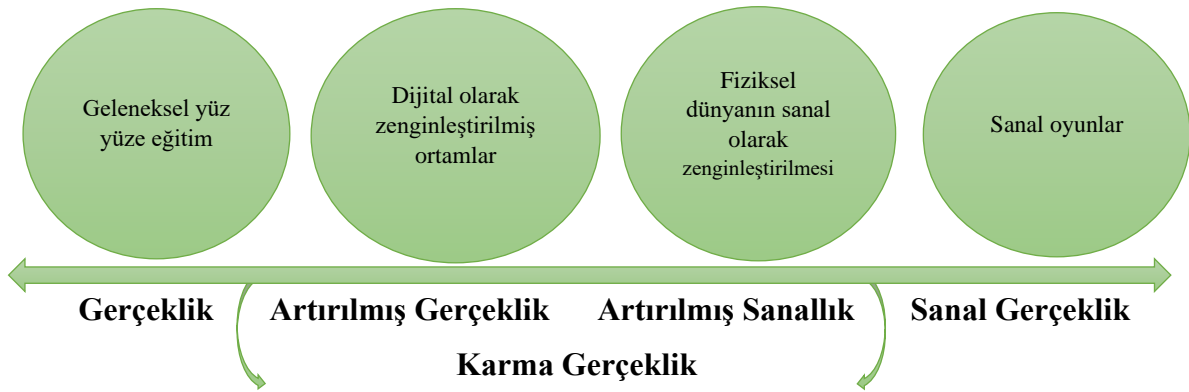 Geleneksel yüz
yüze eğitim
Dijital olarak
zenginleştirilmiş
ortamlar
Fiziksel
dünyanın sanal
olarak
zenginleştirilmesi
Sanal oyunlar
Gerçeklik
Artırılmış Gerçeklik
Artırılmış Sanallık
Sanal Gerçeklik
Karma Gerçeklik